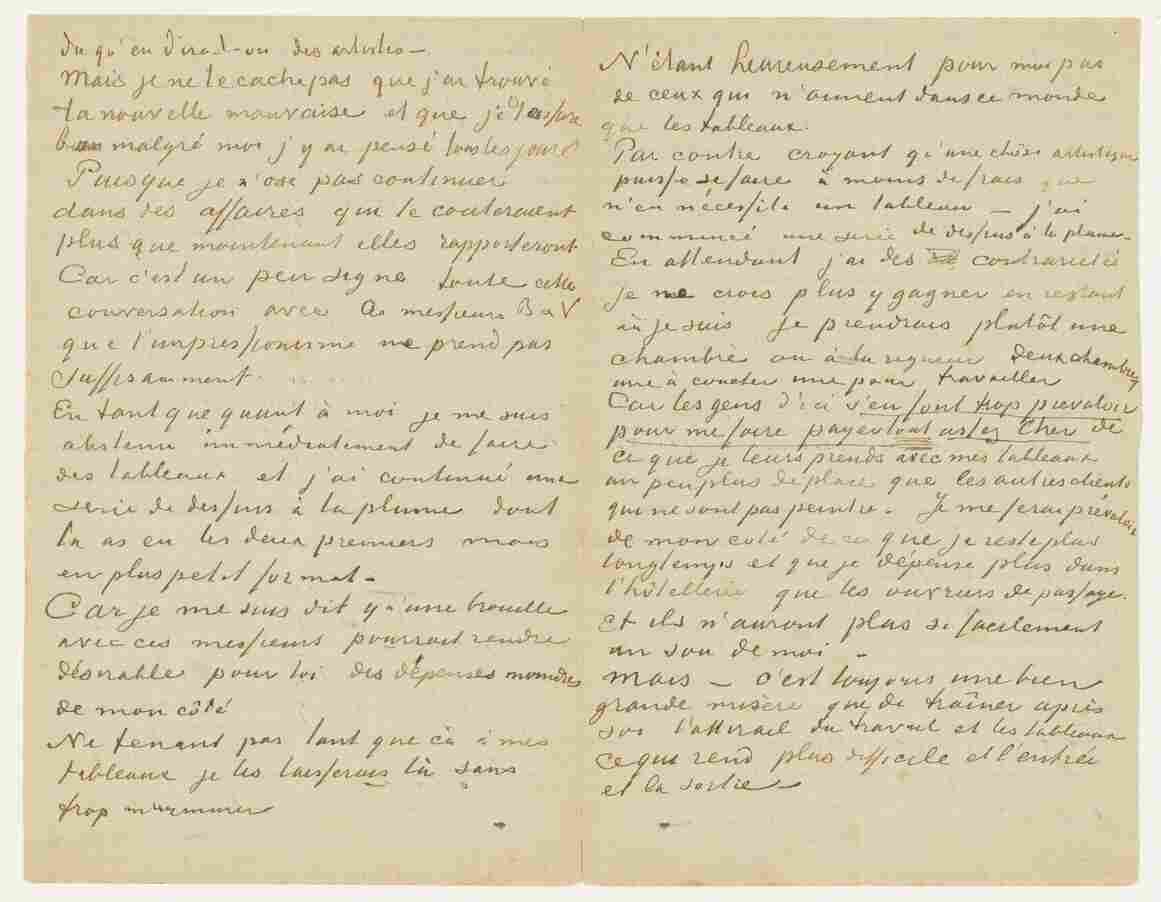 du qu'en dira-t-on des artistes —
Mais je ne te cache pas que j'ai trouvé
ta nouvelle mauvaise et que je
malgré moi j'y ai pensé tous les jours
Puisque je n'ose pas continuer
dans des affaires qui te couteraient
plus que maintenant elles rapporteront
Car c'est un peu signe toute cette
conversation avec messieurs B & V
que l'impressionisme ne prend pas
suffisamment.
En tant que quant à moi je me suis
abstenu immédiatement de faire
des tableaux et j'ai continué une
serie de dessins à la plume dont
tu as eu les deux premiers mais
en plus petit format —
Car je me suis dit qu'une brouille
avec ces messieurs pourrait rendre
désirable pour toi des dépenses moindres
de mon côté
Ne tenant pas tant que cà à mes
tableaux je les laisserais là sans
trop murmurer
N'étant heureusement pour moi pas
de ceux qui n'aiment dans ce monde
que les tableaux.
Par contre croyant qu'une chôse artistique
puisse se faire à moins de frais que
n'en nécessite un tableau — j'ai
commencé une serie de dessins à la plume —
En attendant j'ai des contrarietés
je ne crois plus y gagner en restant
où je suis je prendrais plutôt une
chambre ou à la rigueur deux chambres
une à coucher une pour travailler
Car les gens d'ici s'en font trop prevaloir
pour me faire payer tout assez cher de
ce que je leurs prends avec mes tableaux
un peu plus de place que les autres clients
qui ne sont pas peintre. Je me ferai prévaloir
de mon coté de ce que je reste plus
longtemps et que je dépense plus dans
l'hôtellerie que les ouvriers de passage.
et ils n'auront plus si facilement
un sou de moi —
Mais — c'est toujours une bien
grande misère que de traîner après
soi l'attirail du travail et les tableaux
ce qui rend plus difficile et l'entrée
et la sortie —